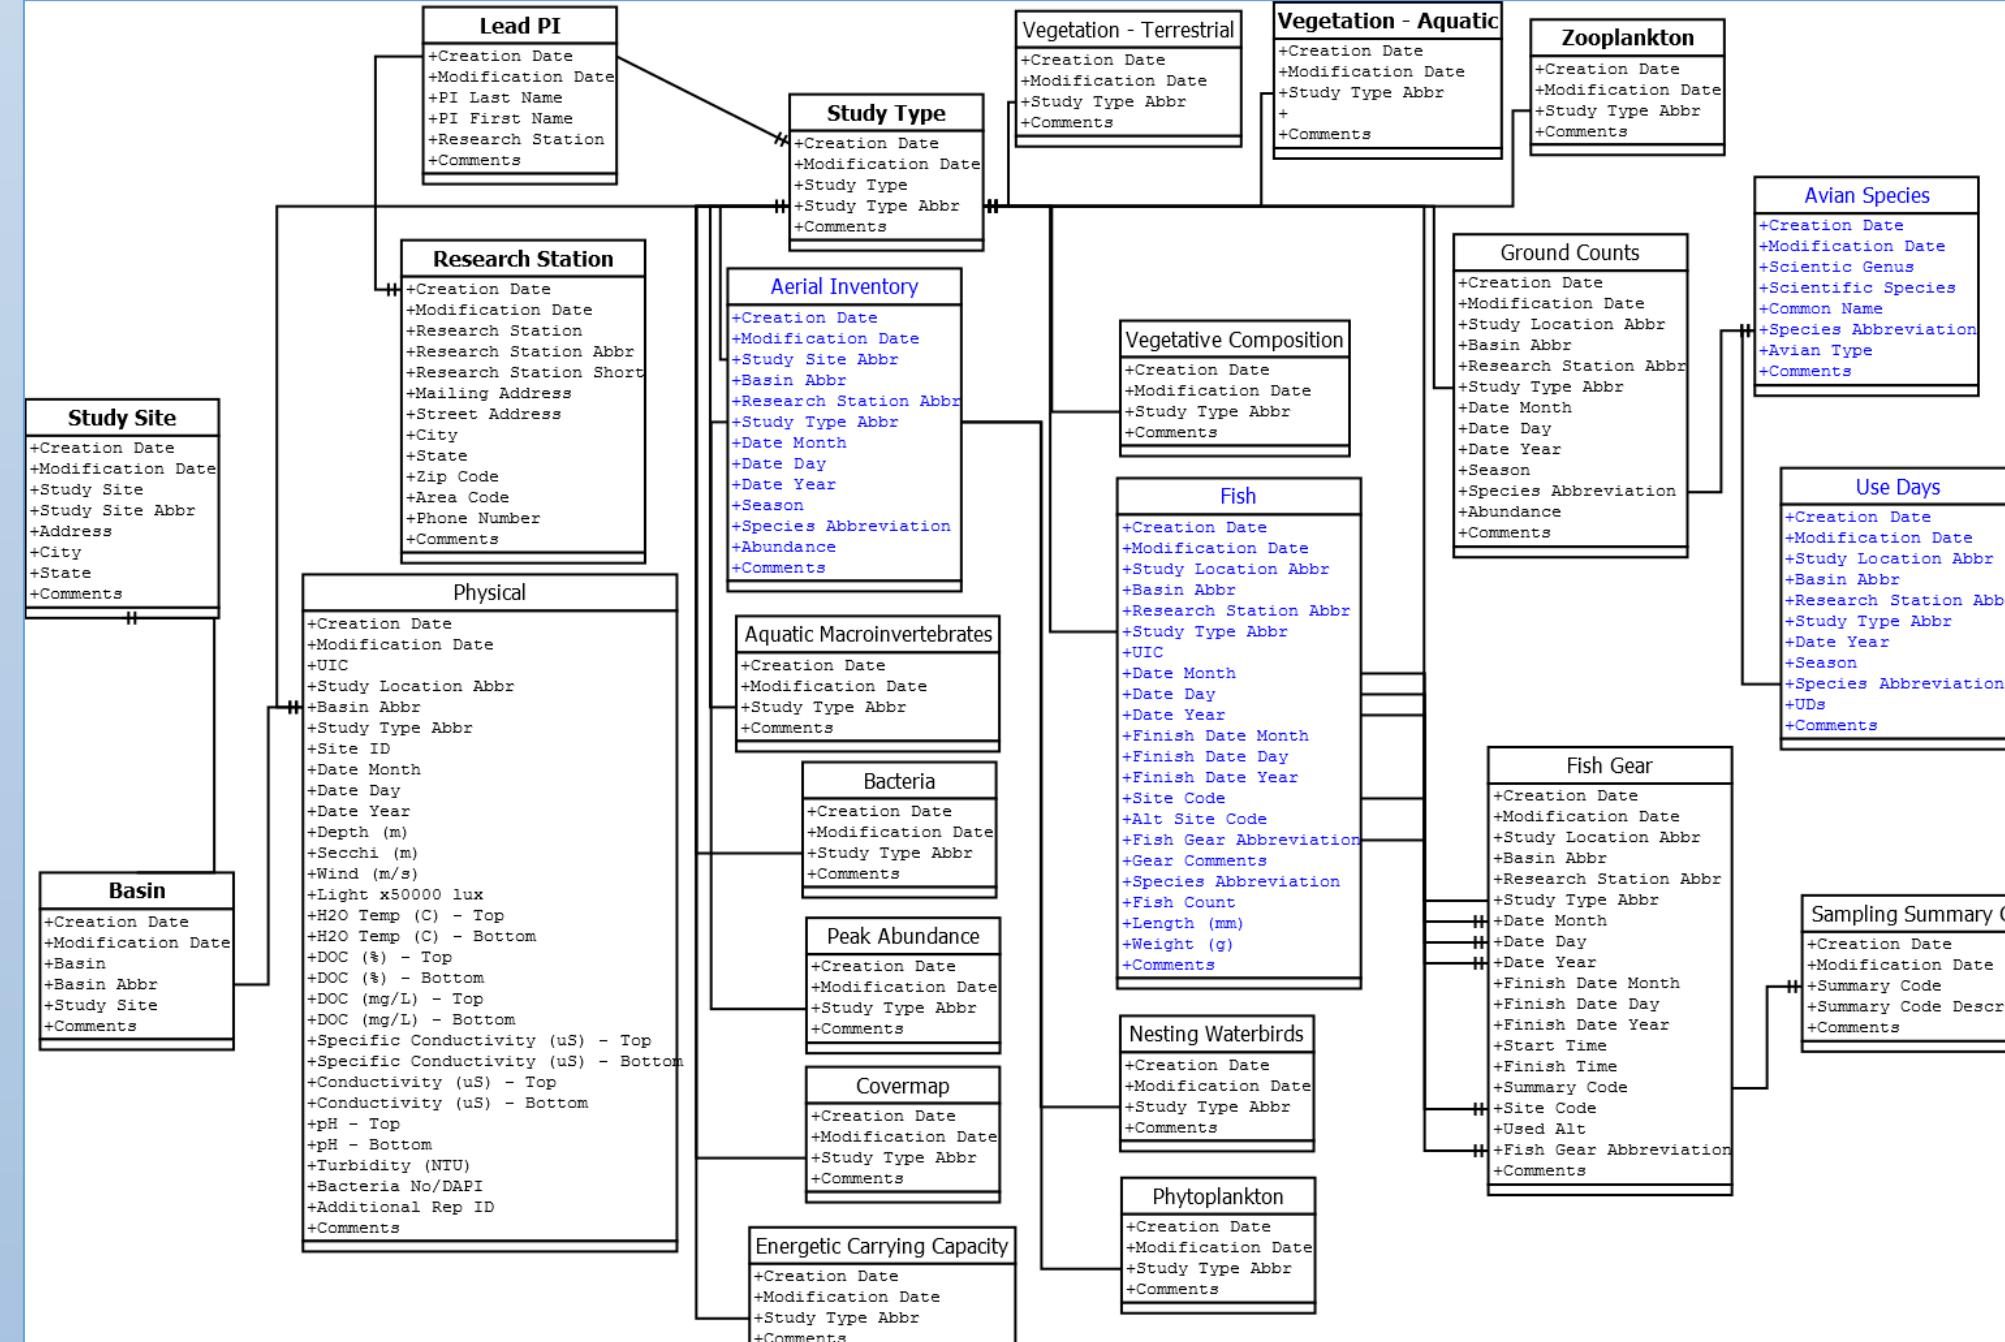 Lead PI
+Creation Date
+Modification Date
+PI Last Name
+PI First Name
+Research Station
+Comments
Study Type
+Creation Date
+Modification Date
+Study Type
+Study Type Abbr
+Comments
Vegetation - Terrestrial
+Creation Date
+Modification Date
+Study Type Abbr
+Comments
Vegetation - Aquatic
+Creation Date
+Modification Date
+Study Type Abbr
+
+Comments
Zooplankton
+Creation Date
+Modification Date
+Study Type Abbr
+Comments
Avian Species
+Creation Date
+Modification Date
+Scientic Genus
+Scientific Species
+Common Name
+Species Abbreviation
+Avian Type
+Comments
Research Station
+Creation Date
+Modification Date
+Research Station
+Research Station Abbr
+Research Station Short
+Mailing Address
+Street Address
+City
+State
+Zip Code
+Area Code
+Phone Number
+Comments
Aerial Inventory
+Creation Date
+Modification Date
+Study Site Abbr
+Basin Abbr
+Research Station Abbr
+Study Type Abbr
+Date Month
+Date Day
+Date Year
+Season
+Species Abbreviation
+Abundance
+Comments
Vegetative Composition
+Creation Date
+Modification Date
+Study Type Abbr
+Comments
Ground Counts
+Creation Date
+Modification Date
+Study Location Abbr
+Basin Abbr
+Research Station Abbr
+Study Type Abbr
+Date Month
+Date Day
+Date Year
+Season
+Species Abbreviation
+Abundance
+Comments
Study Site
+Creation Date
+Modification Date
+Study Site
+Study Site Abbr
+Address
+City
+State
+Comments
Fish
+Creation Date
+Modification Date
+Study Location Abbr
+Basin Abbr
+Research Station Abbr
+Study Type Abbr
+UIC
+Date Month
+Date Day
+Date Year
+Finish Date Month
+Finish Date Day
+Finish Date Year
+Site Code
+Alt Site Code
+Fish Gear Abbreviation
+Gear Comments
+Species Abbreviation
+Fish Count
+Length (mm)
+Weight (g)
+Comments
Use Days
+Creation Date
+Modification Date
+Study Location Abbr
+Basin Abbr
+Research Station Abb
+Study Type Abbr
+Date Year
+Season
+Species Abbreviation
+UDs
+Comments
Physical
+Creation Date
+Modification Date
+UIC
+Study Location Abbr
+Basin Abbr
+Study Type Abbr
+Site ID
+Date Month
+Date Day
+Date Year
+Depth (m)
+Secchi (m)
+Wind (m/s)
+Light x50000 lux
+H2O Temp (C) - Top
+H2O Temp (C) - Bottom
+DOC (%) - Top
+DOC (%) - Bottom
+DOC (mg/L) - Top
+DOC (mg/L) - Bottom
+Specific Conductivity (uS) - Top
+Specific Conductivity (uS) - Bottom
+Conductivity (uS) - Top
+Conductivity (uS) - Bottom
+pH - Top
+pH - Bottom
+Turbidity (NTU)
+Bacteria No/DAPI
+Additional Rep ID
+Comments
Aquatic Macroinvertebrates
+Creation Date
+Modification Date
+Study Type Abbr
+Comments
Bacteria
+Creation Date
+Modification Date
+Study Type Abbr
+Comments
Fish Gear
+Creation Date
+Modification Date
+Study Location Abbr
+Basin Abbr
+Research Station Abbr
+Study Type Abbr
+Date Month
+Date Day
+Date Year
+Finish Date Month
+Finish Date Day
+Finish Date Year
+Start Time
+Finish Time
+Summary Code
+Site Code
+Used Alt
+Fish Gear Abbreviation
+Comments
Basin
+Creation Date
+Modification Date
+Basin
+Basin Abbr
+Study Site
+Comments
Peak Abundance
+Creation Date
+Modification Date
+Study Type Abbr
+Comments
Sampling Summary
+Creation Date
+Modification Date
+Summary Code
+Summary Code Descr
+Comments
Nesting Waterbirds
+Creation Date
+Modification Date
+Study Type Abbr
+Comments
Covermap
+Creation Date
+Modification Date
+Study Type Abbr
+Comments
Phytoplankton
+Creation Date
+Modification Date
+Study Type Abbr
+Comments
Energetic Carrying Capacity
+Creation Date
+Modification Date
+Study Type Abbr
+Comments